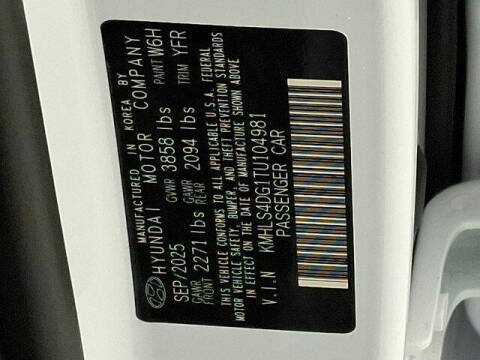 MANUFACTURED IN KOREA BY
HYUNDAI MOTOR COMPANY
SEP/2025 GVWR 3858 lbs PAINT W6H
GAWR FRONT 2271 lbs GAWR REAR 2094 lbs TRIM YFR
THIS VEHICLE CONFORMS TO ALL APPLICABLE U.S.A. FEDERAL
MOTOR VEHICLE SAFETY, BUMPER, AND THEFT PREVENTION STANDARDS
IN EFFECT ON THE DATE OF MANUFACTURE SHOWN ABOVE
V.I.N KMHLS4DG1TU104981
PASSENGER CAR